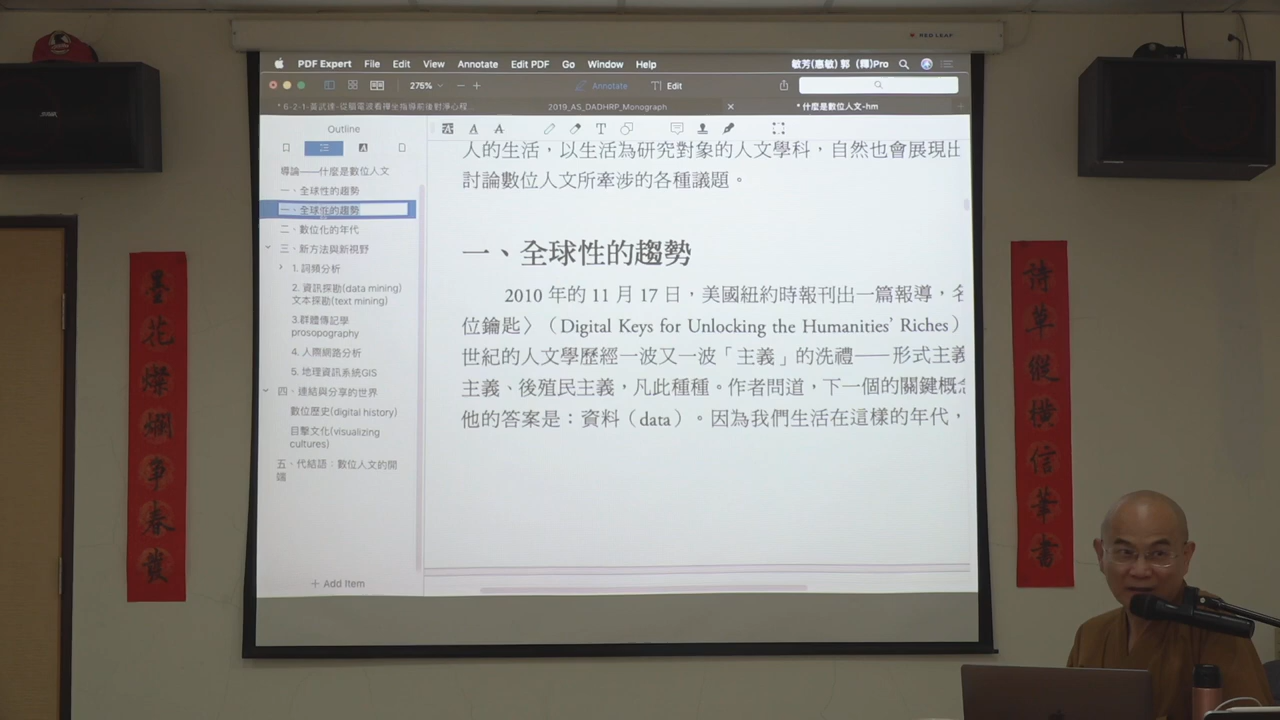 RED LEAF
PDF Expert File Edit View Annotate Edit PDF Go Window Help
敏芳(惠敏) 郭 (釋)Pro
275% Annotate Edit
2019_AS_DADHRP_Monograph
* 什麼是數位人文-hm
Outline
導論——什麼是數位人文
一、全球性的趨勢
一、全球性的趨勢
二、數位化的年代
三、新方法與新視野
1. 詞頻分析
2. 資訊探勘(data mining)
文本探勘(text mining)
3.群體傳記學
prosopography
4. 人際網路分析
5. 地理資訊系統GIS
四、連結與分享的世界
數位歷史(digital history)
目擊文化(visualizing
cultures)
五、代結語：數位人文的開
端
+ Add Item
人的生活，以生活為研究對象的人文學科，自然也會展現出
討論數位人文所牽涉的各種議題。
一、全球性的趨勢
2010 年的 11 月 17 日，美國紐約時報刊出一篇報導，名
位鑰匙〉（Digital Keys for Unlocking the Humanities' Riches）
世紀的人文學歷經一波又一波「主義」的洗禮——形式主義
主義、後殖民主義，凡此種種。作者問道，下一個的關鍵概念
他的答案是：資料（data）。因為我們生活在這樣的年代，
墨花燦爛爭春
詩草縱橫信筆書